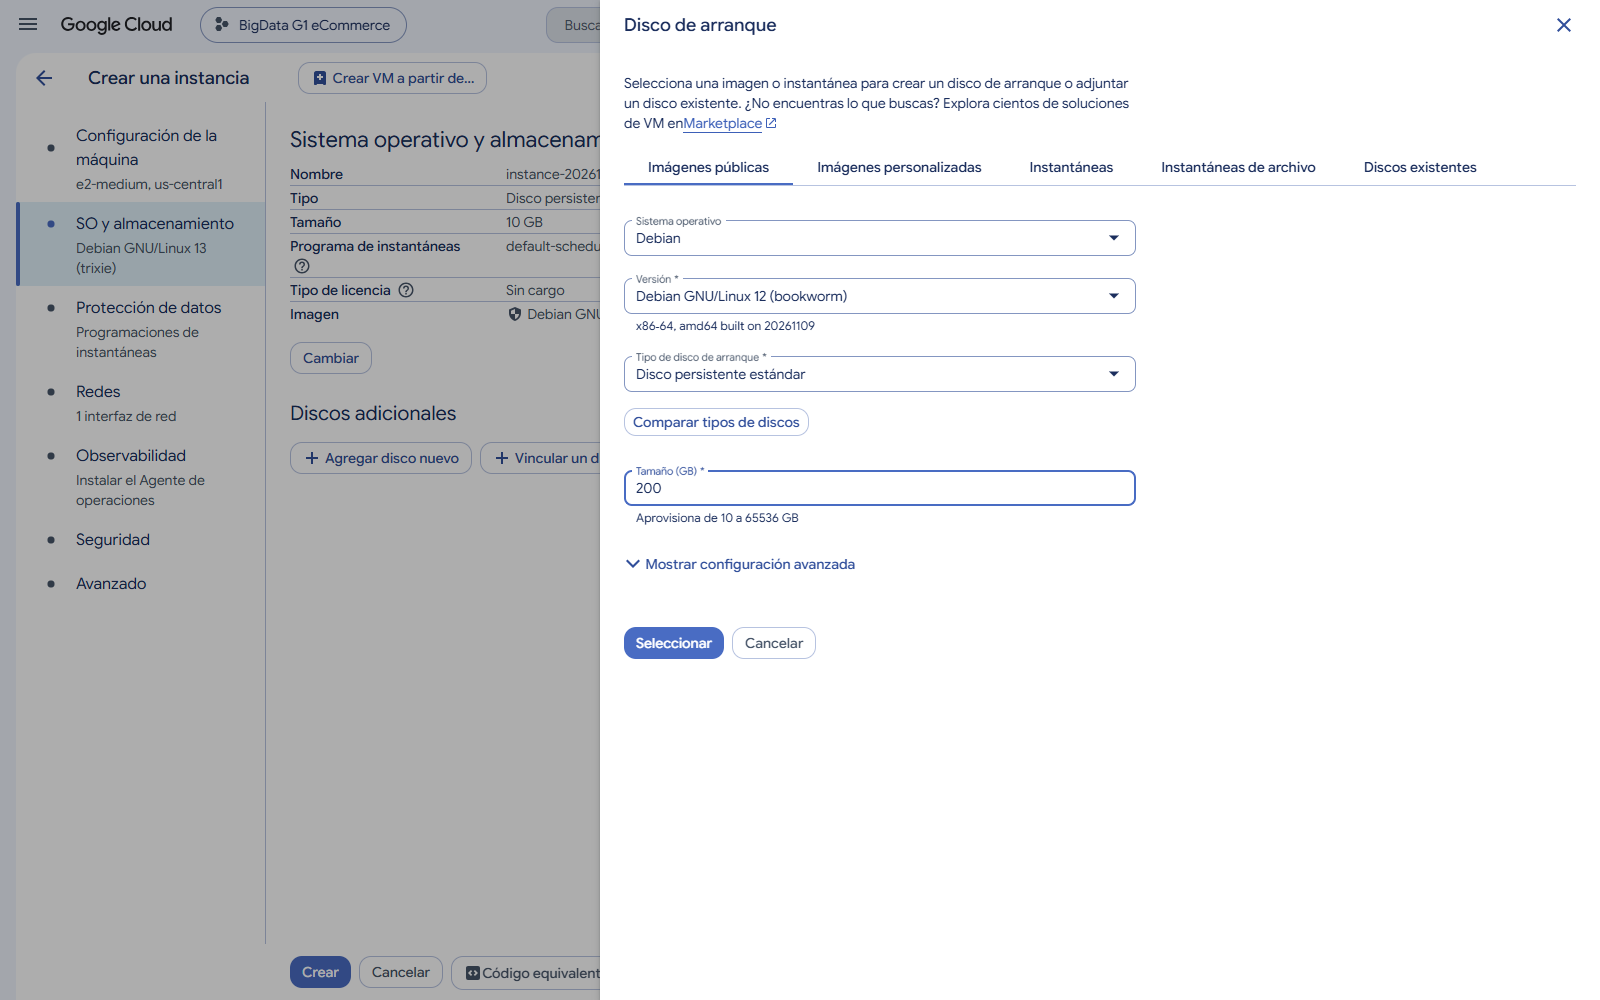 Google Cloud
BigData G1 eCommerce
Crear una instancia
Crear VM a partir de...
Configuración de la
máquina
e2-medium, us-central1
SO y almacenamiento
Debian GNU/Linux 13
(trixie)
Protección de datos
Programaciones de
instantáneas
Redes
1 interfaz de red
Observabilidad
Instalar el Agente de
operaciones
Seguridad
Avanzado
Sistema operativo y almacenam
Nombre
instance-20261
Tipo
Disco persisten
Tamaño
10 GB
Programa de instantáneas
default-schedu
Tipo de licencia
Sin cargo
Imagen
Debian GNU
Cambiar
Discos adicionales
Agregar disco nuevo
Vincular un d
Crear
Cancelar
Código equivalent
Disco de arranque
Selecciona una imagen o instantánea para crear un disco de arranque o adjuntar
un disco existente. ¿No encuentras lo que buscas? Explora cientos de soluciones
de VM enMarketplace
Imágenes públicas
Imágenes personalizadas
Instantáneas
Instantáneas de archivo
Discos existentes
Sistema operativo
Debian
Versión *
Debian GNU/Linux 12 (bookworm)
x86-64, amd64 built on 20261109
Tipo de disco de arranque *
Disco persistente estándar
Comparar tipos de discos
Tamaño (GB) *
200
Aprovisiona de 10 a 65536 GB
Mostrar configuración avanzada
Seleccionar
Cancelar